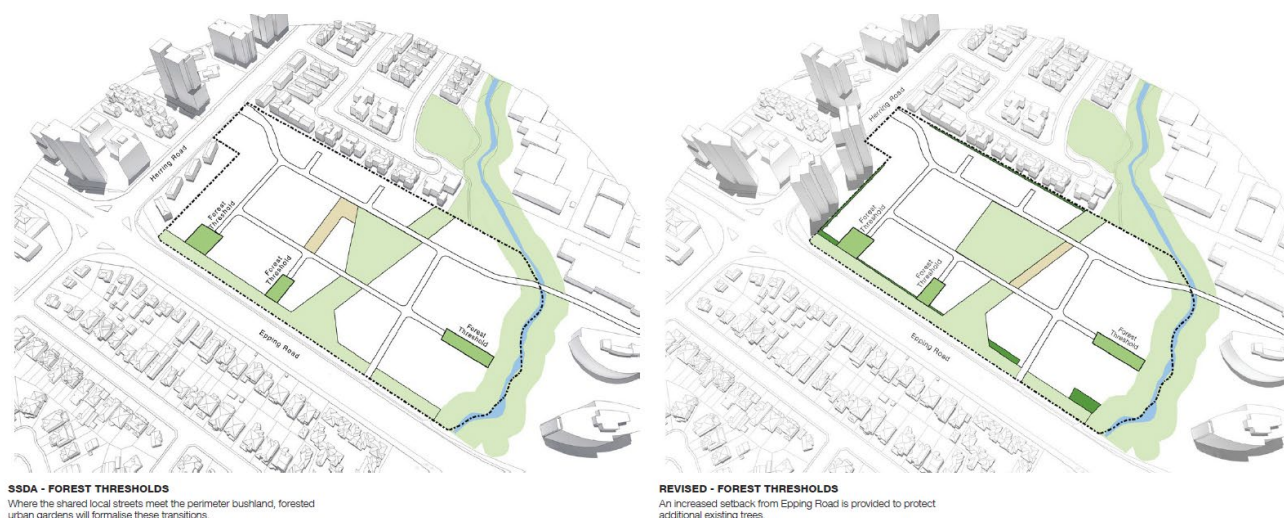 Herring Road
Forest
Threshold
Forest
Threshold
Forest
Threshold
Epping Road
SSDA - FOREST THRESHOLDS
Where the shared local streets meet the perimeter bushland, forested
urban gardens will formalise these transitions.
Herring Road
Forest
Threshold
Forest
Threshold
Forest
Threshold
Epping Road
REVISED - FOREST THRESHOLDS
An increased setback from Epping Road is provided to protect
additional existing trees.